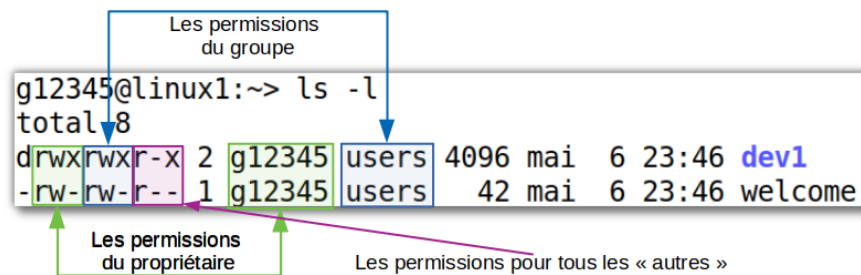 Les permissions
du groupe
g12345@linux1:~> ls -l
total 8
drwxrwxr-x 2 g12345 users 4096 mai  6 23:46 dev1
-rw-rw-r-- 1 g12345 users   42 mai  6 23:46 welcome
Les permissions
du propriétaire
Les permissions pour tous les « autres »